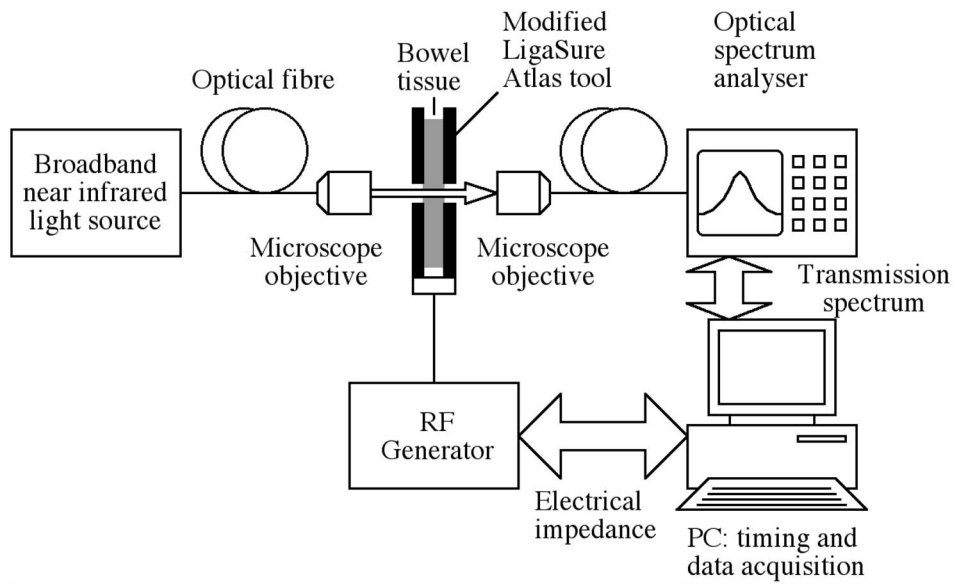 Modified
LigaSure
Atlas tool
Optical
spectrum
analyser
Bowel
tissue
Optical fibre
Broadband
near infrared
light source
Microscope
objective
Microscope
objective
Transmission
spectrum
RF
Generator
Electrical
impedance
PC: timing and
data acquisition